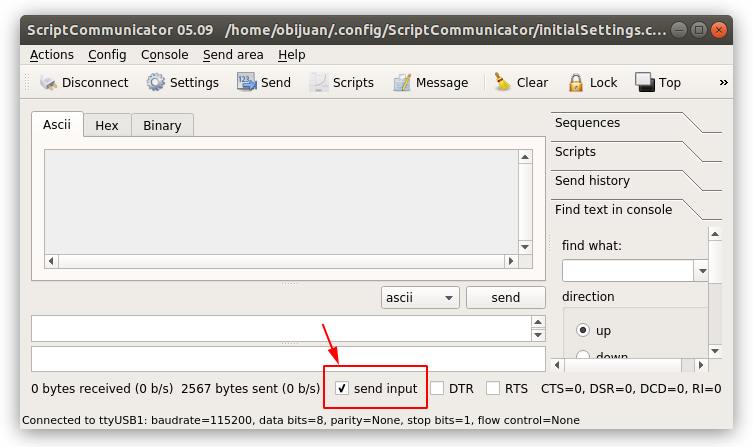 ScriptCommunicator 05.09 /home/obijuan/.config/ScriptCommunicator/initialSettings.c...
Actions Config Console Send area Help
Disconnect Settings Send Scripts Message Clear Lock Top »
Ascii Hex Binary
Sequences
Scripts
Send history
Find text in console
find what:
direction
up
down
ascii send
0 bytes received (0 b/s) 2567 bytes sent (0 b/s) send input DTR RTS CTS=0, DSR=0, DCD=0, RI=0
Connected to ttyUSB1: baudrate=115200, data bits=8, parity=None, stop bits=1, flow control=None